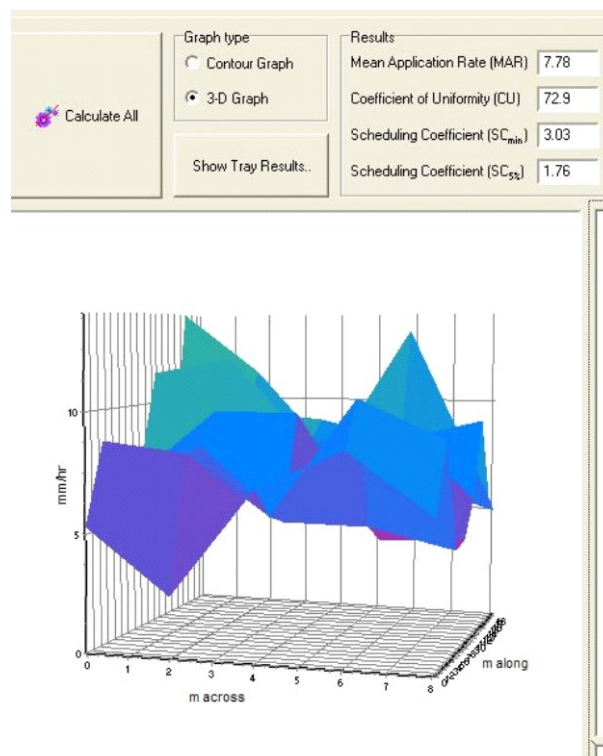 Graph type
Contour Graph
3-D Graph
Calculate All
Show Tray Results..
Results
Mean Application Rate (MAR) 7.78
Coefficient of Uniformity (CU) 72.9
Scheduling Coefficient (SCmin) 3.03
Scheduling Coefficient (SC5%) 1.76
10
mm/hr
5
0
0 1 2 3 4 5 6 7 8
m across
m along